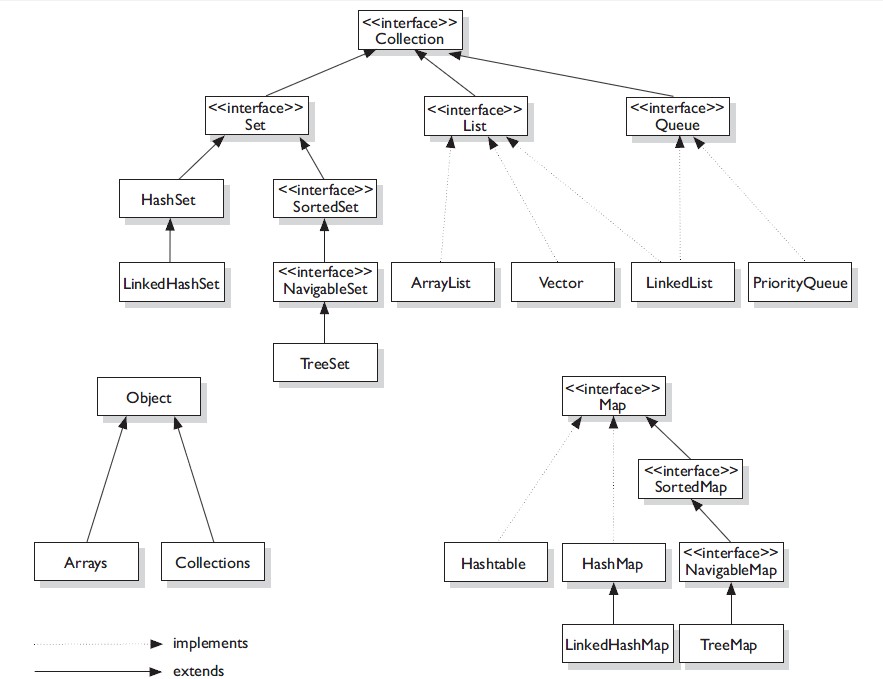 <<interface>>
Collection
<<interface>>
Set
<<interface>>
List
<<interface>>
Queue
HashSet
<<interface>>
SortedSet
LinkedHashSet
<<interface>>
NavigableSet
ArrayList
Vector
LinkedList
PriorityQueue
TreeSet
Object
<<interface>>
Map
<<interface>>
SortedMap
Arrays
Collections
Hashtable
HashMap
<<interface>>
NavigableMap
LinkedHashMap
TreeMap
implements
extends